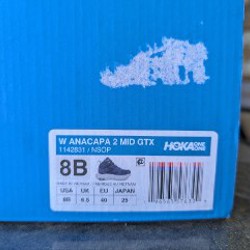 W ANACAPA 2 MID GTX
1142831 / NSOP
HOKA ONE ONE
8B
USA UK EU JAPAN
8B 6.5 40 25